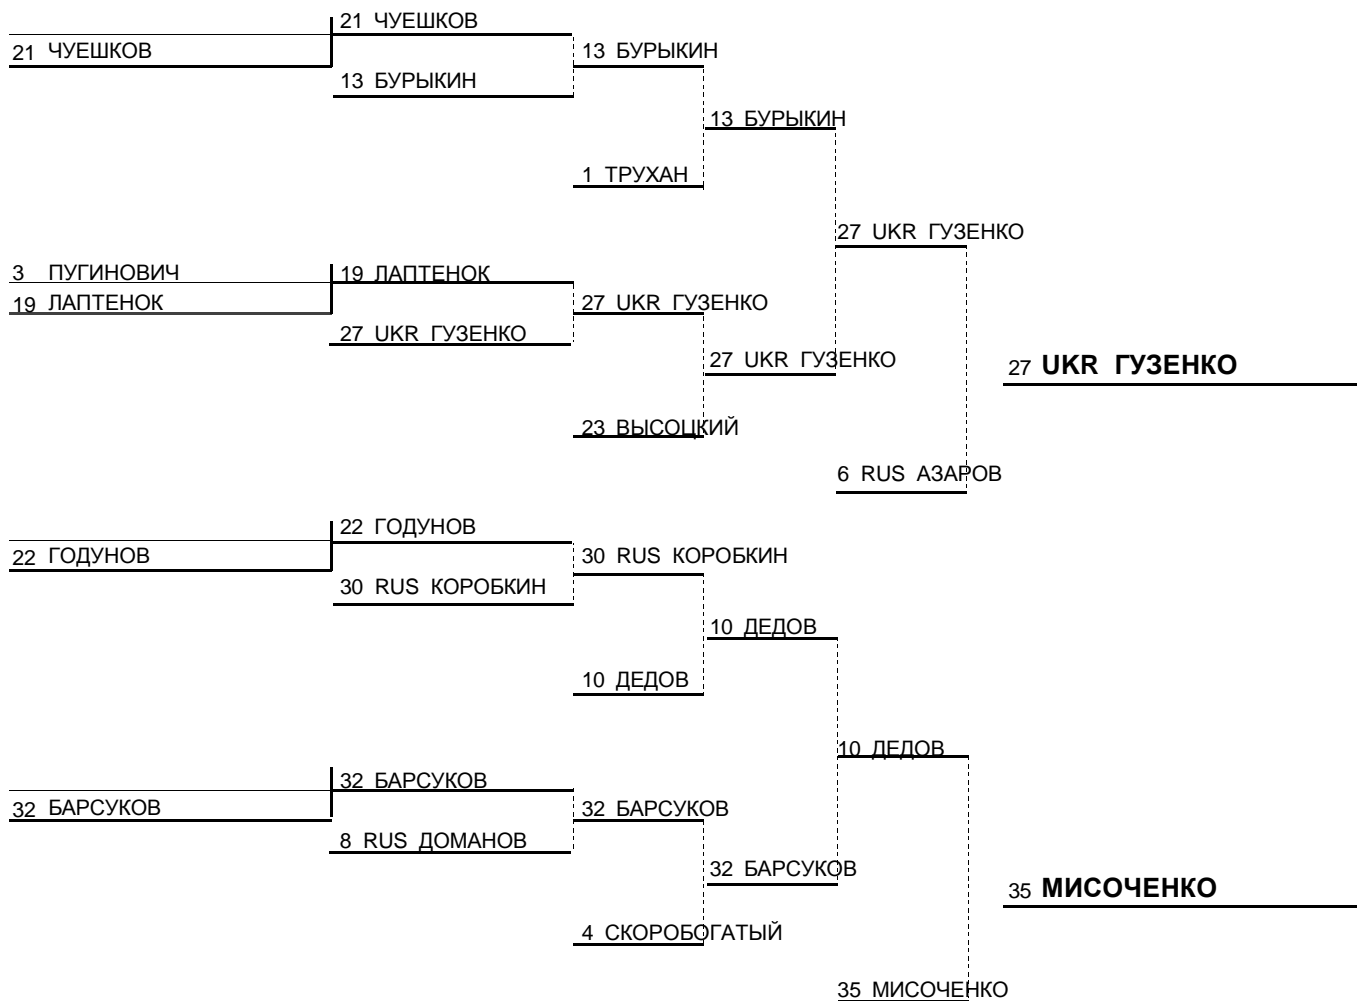 21 ЧУЕШКОВ
21 ЧУЕШКОВ
13 БУРЫКИН
13 БУРЫКИН
13 БУРЫКИН
1 ТРУХАН
27 UKR ГУЗЕНКО
3 ПУГИНОВИЧ
19 ЛАПТЕНОК
19 ЛАПТЕНОК
27 UKR ГУЗЕНКО
27 UKR ГУЗЕНКО
27 UKR ГУЗЕНКО
27 UKR ГУЗЕНКО
23 ВЫСОЦКИЙ
6 RUS АЗАРОВ
22 ГОДУНОВ
22 ГОДУНОВ
30 RUS КОРОБКИН
30 RUS КОРОБКИН
10 ДЕДОВ
10 ДЕДОВ
10 ДЕДОВ
32 БАРСУКОВ
32 БАРСУКОВ
32 БАРСУКОВ
8 RUS ДОМАНОВ
32 БАРСУКОВ
35 МИСОЧЕНКО
4 СКОРОБОГАТЫЙ
35 МИСОЧЕНКО